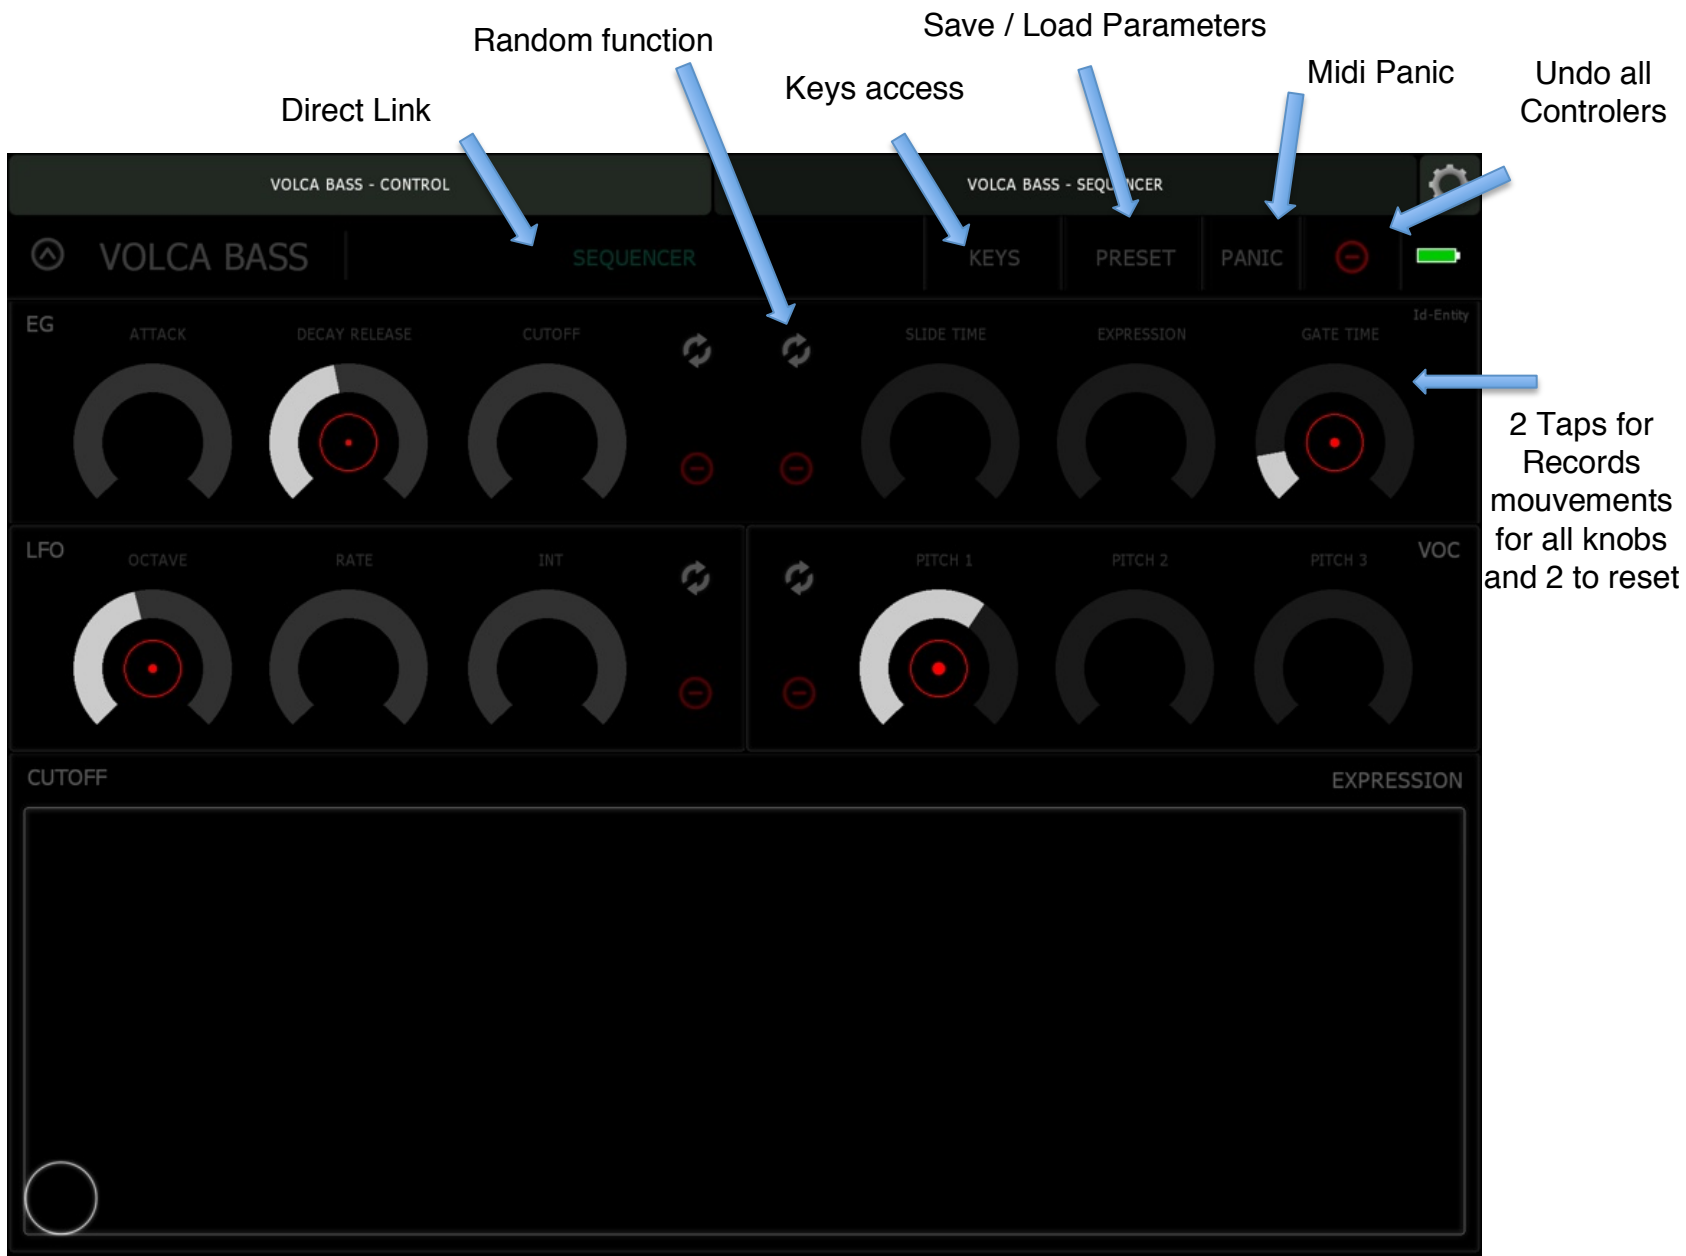 Save / Load Parameters
Random function
Midi Panic
Undo all
Controlers
Keys access
Direct Link
VOLCA BASS - CONTROL
VOLCA BASS - SEQUENCER
VOLCA BASS
SEQUENCER
KEYS
PRESET
PANIC
EG
ATTACK
DECAY RELEASE
CUTOFF
SLIDE TIME
EXPRESSION
GATE TIME
Id-Entity
2 Taps for
Records
mouvements
for all knobs
and 2 to reset
LFO
OCTAVE
RATE
INT
PITCH 1
PITCH 2
PITCH 3
VOC
CUTOFF
EXPRESSION